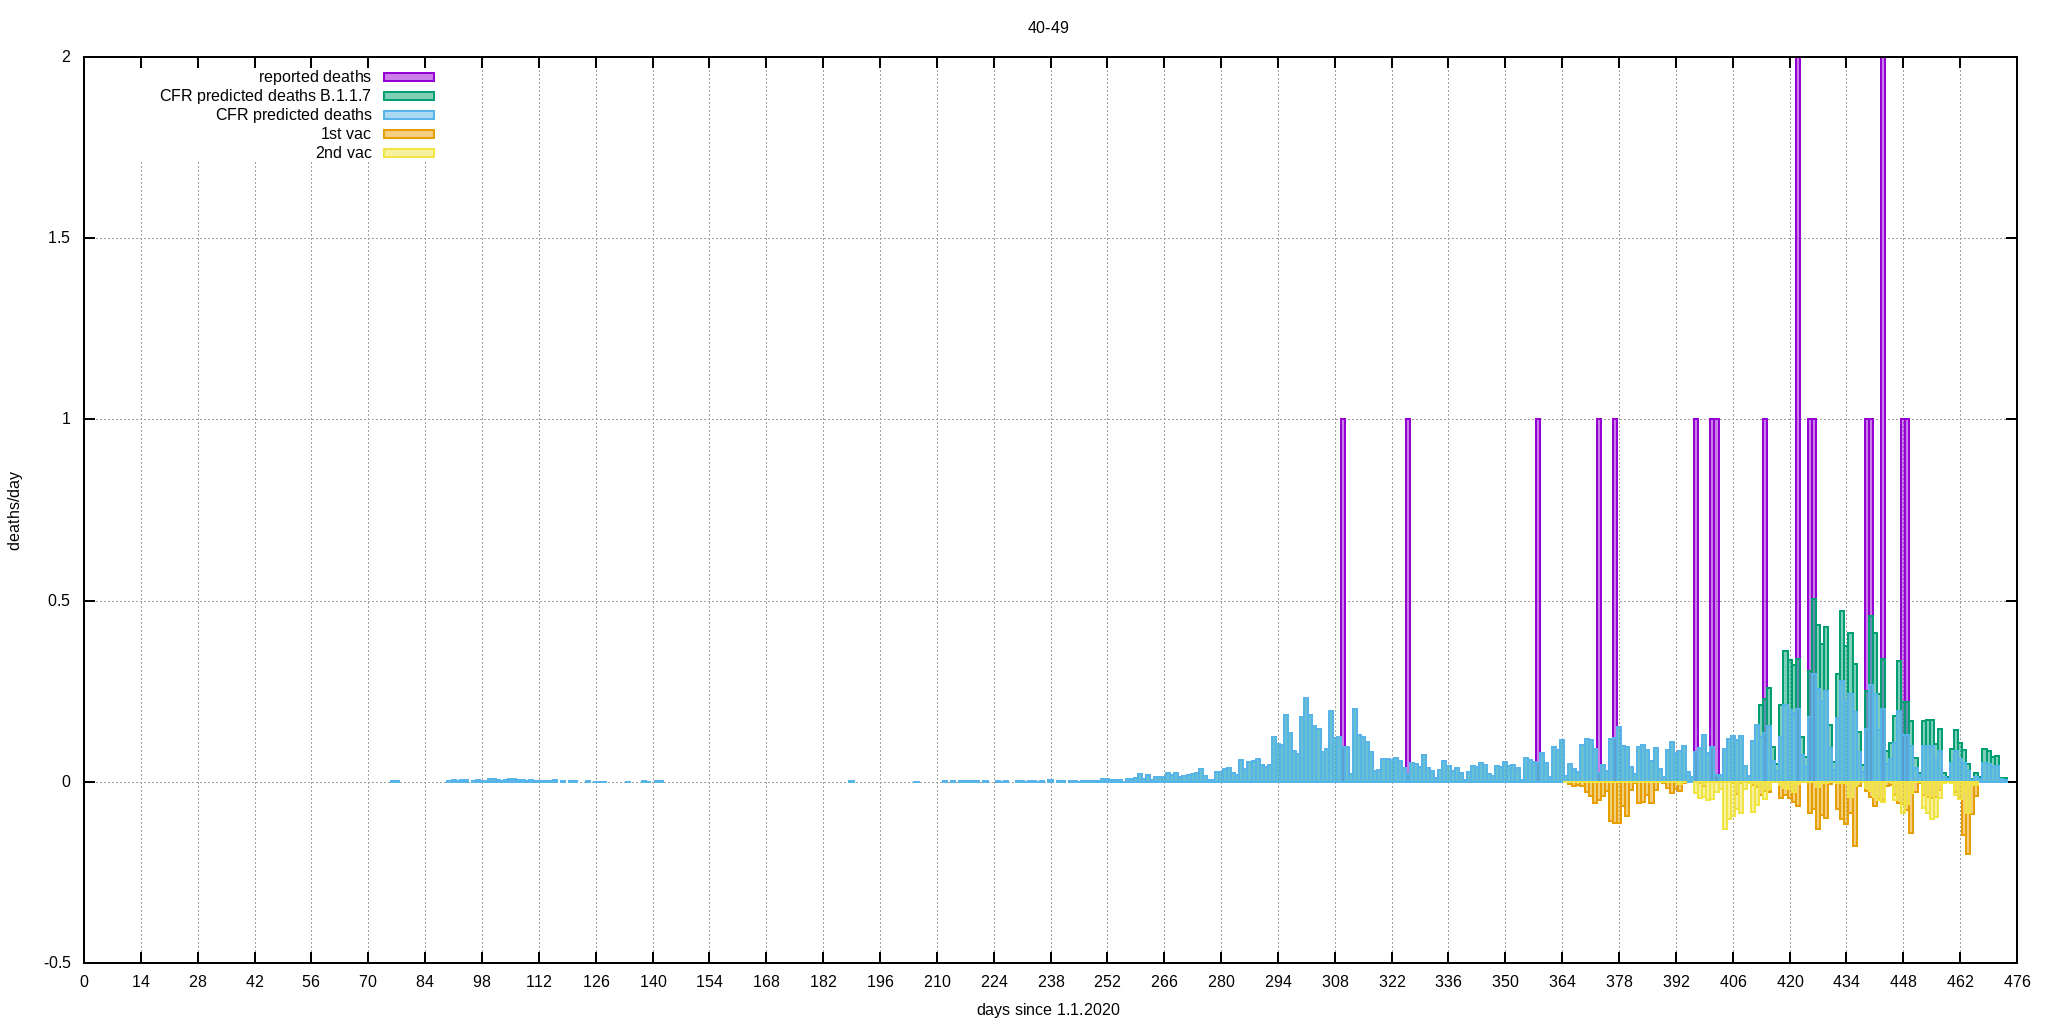 40-49
reported deaths
CFR predicted deaths B.1.1.7
CFR predicted deaths
1st vac
2nd vac
2
1.5
1
0.5
0
-0.5
deaths/day
0 14 28 42 56 70 84 98 112 126 140 154 168 182 196 210 224 238 252 266 280 294 308 322 336 350 364 378 392 406 420 434 448 462 476
days since 1.1.2020